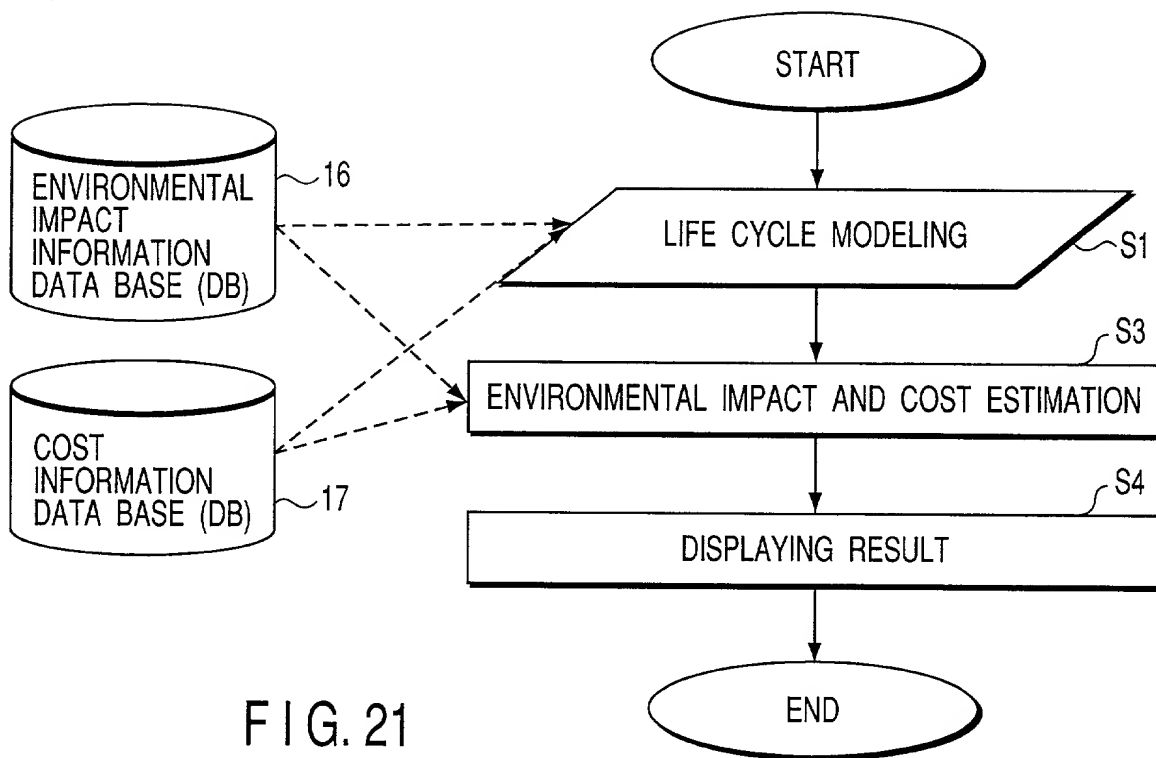 START
ENVIRONMENTAL
IMPACT
INFORMATION
DATA BASE (DB)
16
LIFE CYCLE MODELING
S1
S3
ENVIRONMENTAL IMPACT AND COST ESTIMATION
COST
INFORMATION
DATA BASE (DB)
17
S4
DISPLAYING RESULT
END
FIG. 21